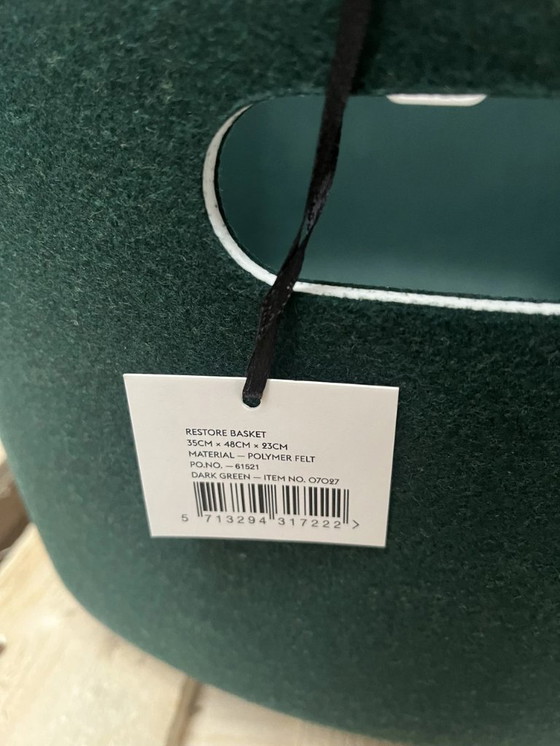 RESTORE BASKET
35CM × 48CM × 23CM
MATERIAL – POLYMER FELT
PO.NO. – 61521
DARK GREEN – ITEM NO. 07027
5 713294 317222 >